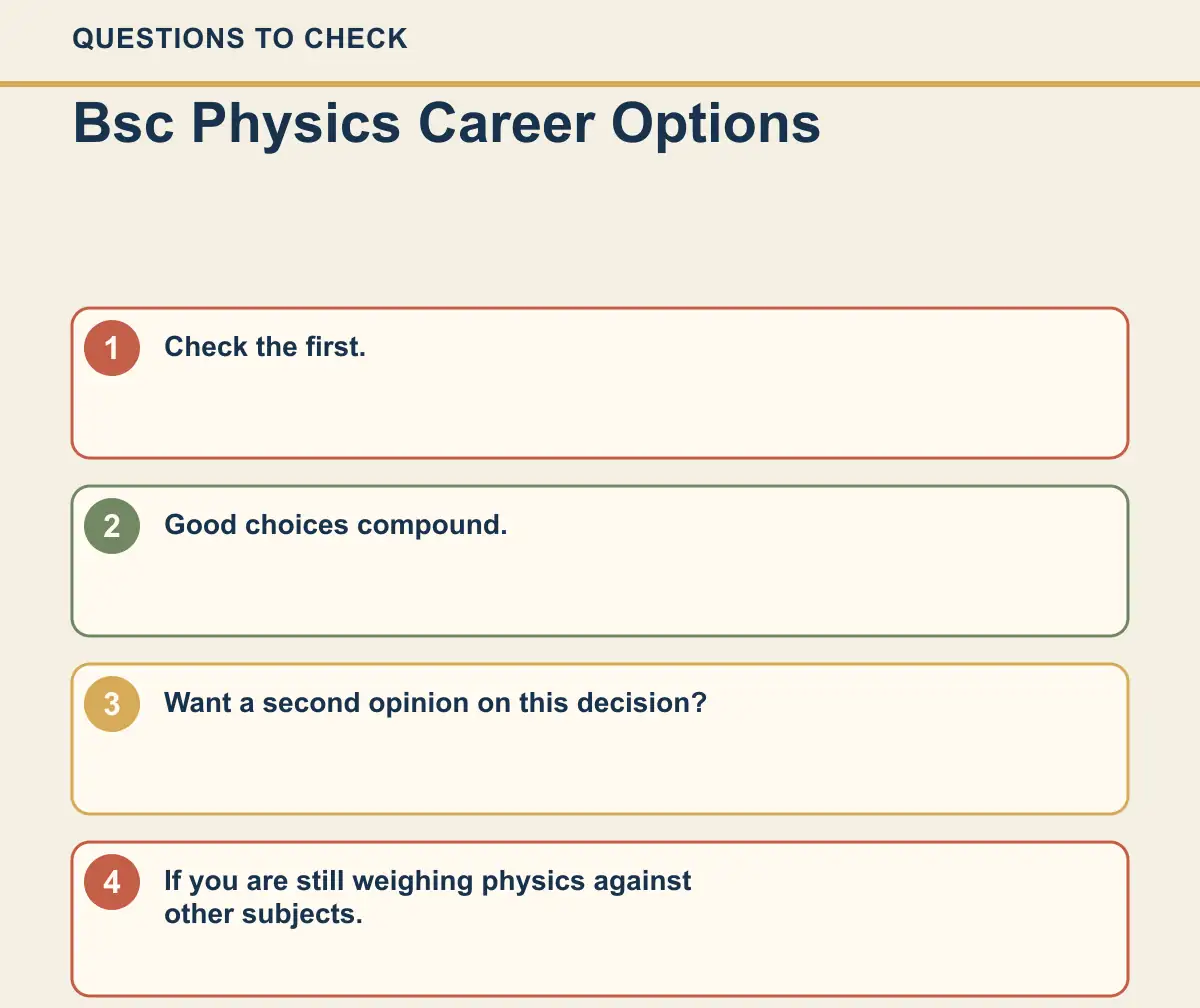 QUESTIONS TO CHECK
Bsc Physics Career Options
1
Check the first.
2
Good choices compound.
3
Want a second opinion on this decision?
4
If you are still weighing physics against
other subjects.